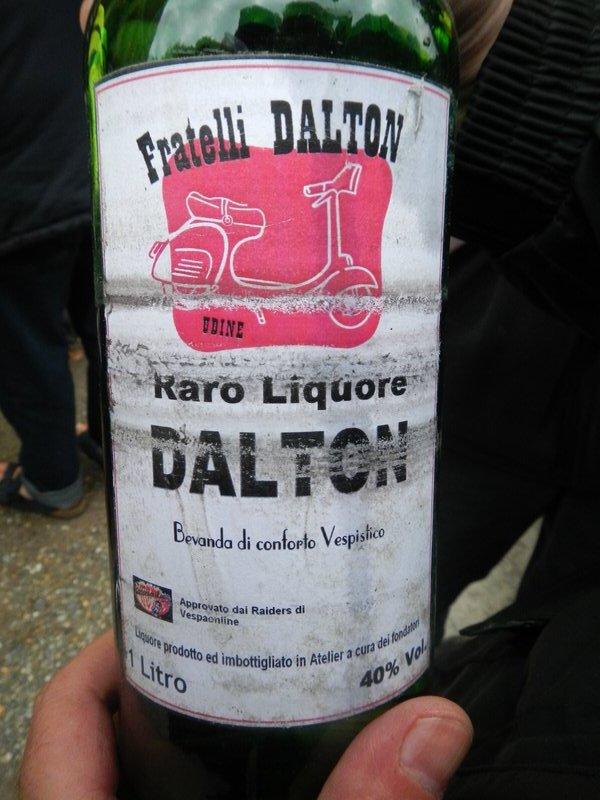 Fratelli DALTON
UDINE
Raro Liquore
DALTON
Bevanda di conforto Vespistico
Approvato dai Raiders di
Vespaonline
Liquore prodotto ed imbottigliato in Atelier a cura dei fondatori
1 Litro
40% Vol.